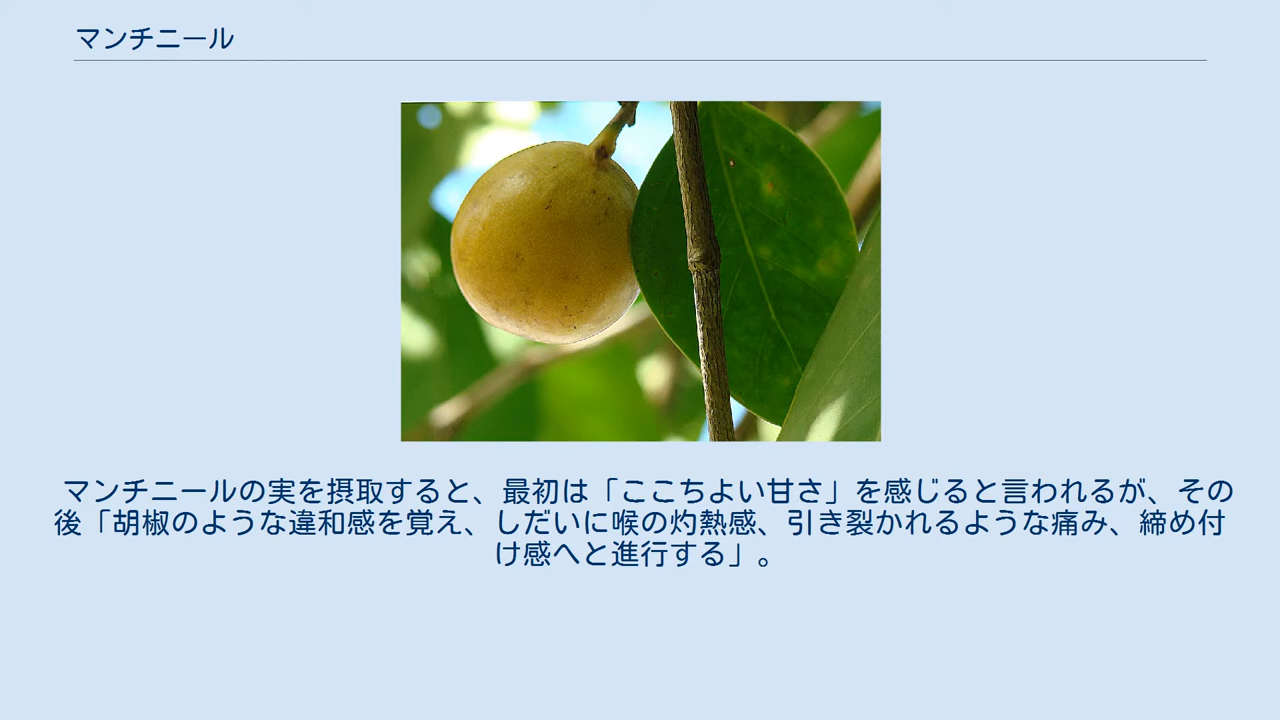 マンチニール
マンチニールの実を摂取すると、最初は「ここちよい甘さ」を感じると言われるが、その
後「胡椒のような違和感を覚え、しだいに喉の灼熱感、引き裂かれるような痛み、締め付
け感へと進行する」。